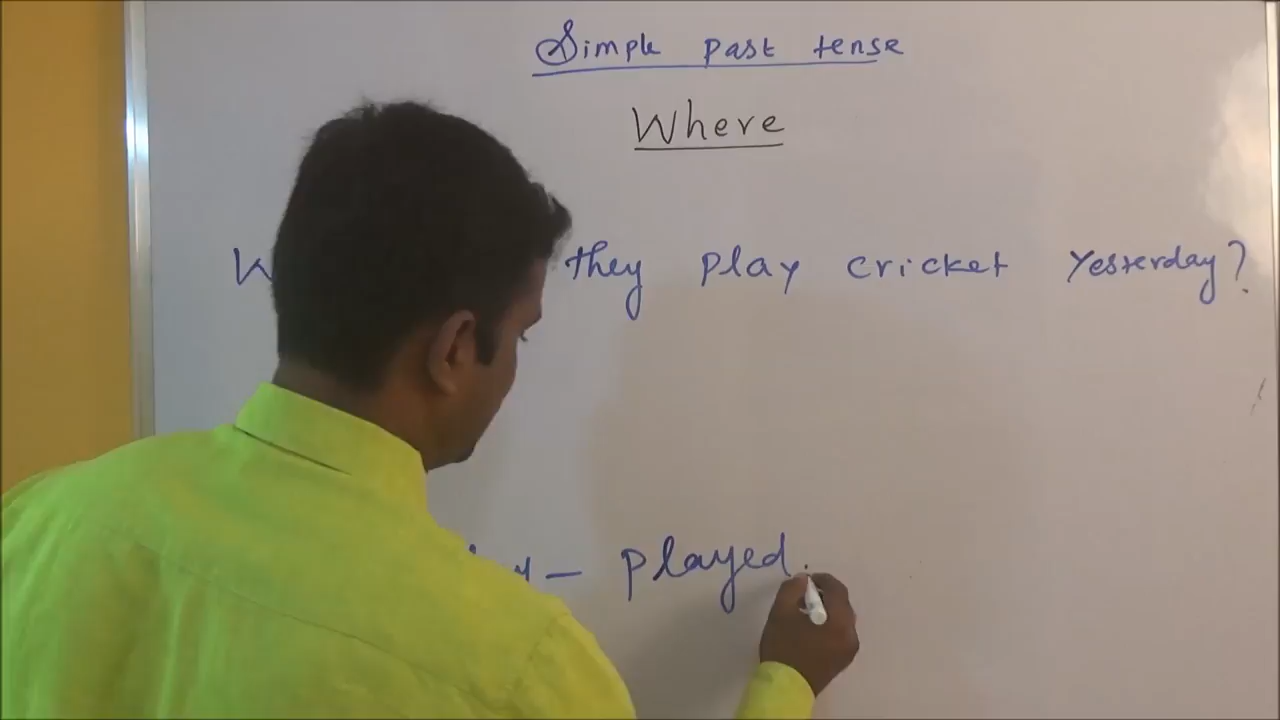 Simple past tense
Where
they play cricket yesterday?
– played.